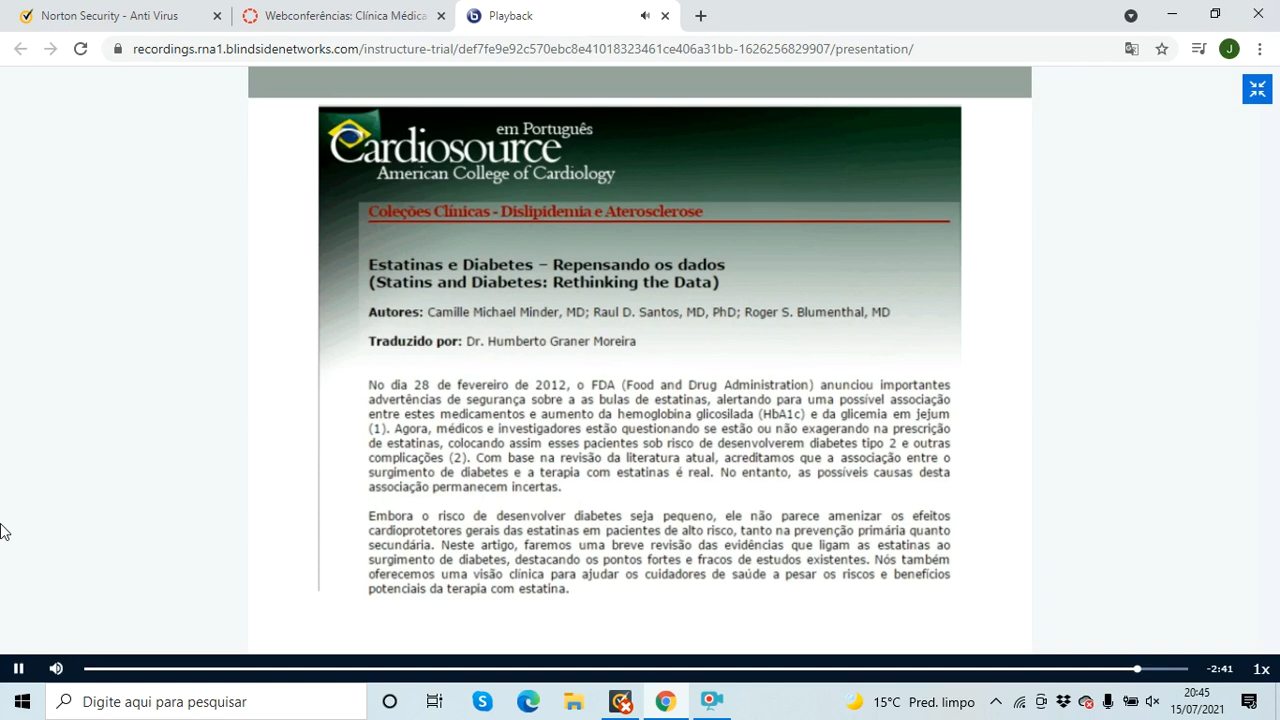 Norton Security - Anti Virus
Webconferências: Clínica Médica
Playback
recordings.rna1.blindsidenetworks.com/instructure-trial/def7fe9e92c570ebc8e41018323461ce406a31bb-1626256829907/presentation/
J
em Português
Cardiosource
American College of Cardiology
Coleções Clínicas - Dislipidemia e Aterosclerose
Estatinas e Diabetes – Repensando os dados
(Statins and Diabetes: Rethinking the Data)
Autores: Camille Michael Minder, MD; Raul D. Santos, MD, PhD; Roger S. Blumenthal, MD
Traduzido por: Dr. Humberto Graner Moreira
No dia 28 de fevereiro de 2012, o FDA (Food and Drug Administration) anunciou importantes
advertências de segurança sobre a as bulas de estatinas, alertando para uma possível associação
entre estes medicamentos e aumento da hemoglobina glicosilada (HbA1c) e da glicemia em jejum
(1). Agora, médicos e investigadores estão questionando se estão ou não exagerando na prescrição
de estatinas, colocando assim esses pacientes sob risco de desenvolverem diabetes tipo 2 e outras
complicações (2). Com base na revisão da literatura atual, acreditamos que a associação entre o
surgimento de diabetes e a terapia com estatinas é real. No entanto, as possíveis causas desta
associação permanecem incertas.
Embora o risco de desenvolver diabetes seja pequeno, ele não parece amenizar os efeitos
cardioprotetores gerais das estatinas em pacientes de alto risco, tanto na prevenção primária quanto
secundária. Neste artigo, faremos uma breve revisão das evidências que ligam as estatinas ao
surgimento de diabetes, destacando os pontos fortes e fracos de estudos existentes. Nós também
oferecemos uma visão clínica para ajudar os cuidadores de saúde a pesar os riscos e benefícios
potenciais da terapia com estatina.
-2:41
1x
Digite aqui para pesquisar
15°C Pred. limpo
20:45
15/07/2021